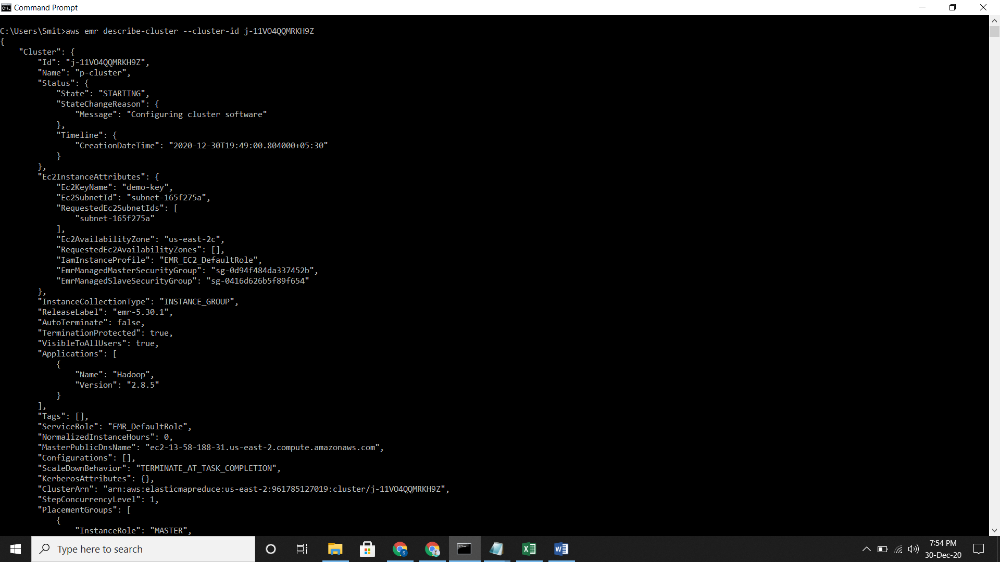 Command Prompt
C:\Users\Smit>aws emr describe-cluster --cluster-id j-11VO4QQMRKH9Z
{
    "Cluster": {
        "Id": "j-11VO4QQMRKH9Z",
        "Name": "p-cluster",
        "Status": {
            "State": "STARTING",
            "StateChangeReason": {
                "Message": "Configuring cluster software"
            },
            "Timeline": {
                "CreationDateTime": "2020-12-30T19:49:00.804000+05:30"
            }
        },
        "Ec2InstanceAttributes": {
            "Ec2KeyName": "demo-key",
            "Ec2SubnetId": "subnet-165f275a",
            "RequestedEc2SubnetIds": [
                "subnet-165f275a"
            ],
            "Ec2AvailabilityZone": "us-east-2c",
            "RequestedEc2AvailabilityZones": [],
            "IamInstanceProfile": "EMR_EC2_DefaultRole",
            "EmrManagedMasterSecurityGroup": "sg-0d94f484da337452b",
            "EmrManagedSlaveSecurityGroup": "sg-0416d626b5f89f654"
        },
        "InstanceCollectionType": "INSTANCE_GROUP",
        "ReleaseLabel": "emr-5.30.1",
        "AutoTerminate": false,
        "TerminationProtected": true,
        "VisibleToAllUsers": true,
        "Applications": [
            {
                "Name": "Hadoop",
                "Version": "2.8.5"
            }
        ],
        "Tags": [],
        "ServiceRole": "EMR_DefaultRole",
        "NormalizedInstanceHours": 0,
        "MasterPublicDnsName": "ec2-13-58-188-31.us-east-2.compute.amazonaws.com",
        "Configurations": [],
        "ScaleDownBehavior": "TERMINATE_AT_TASK_COMPLETION",
        "KerberosAttributes": {},
        "ClusterArn": "arn:aws:elasticmapreduce:us-east-2:961785127019:cluster/j-11VO4QQMRKH9Z",
        "StepConcurrencyLevel": 1,
        "PlacementGroups": [
            {
                "InstanceRole": "MASTER",
Type here to search
7:54 PM
30-Dec-20